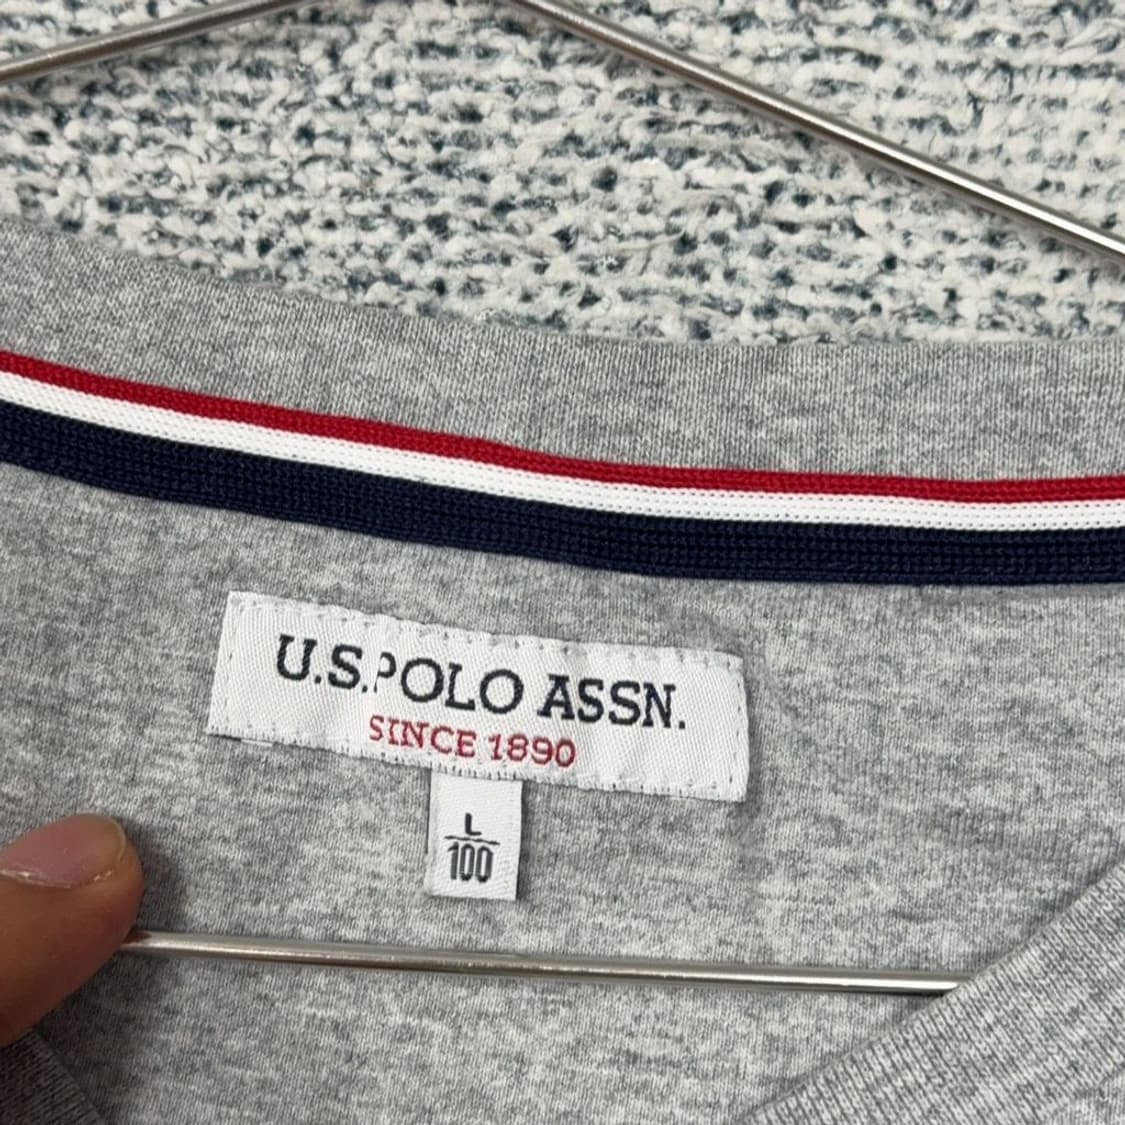 U.S.POLO ASSN.
SINCE 1890
L
100